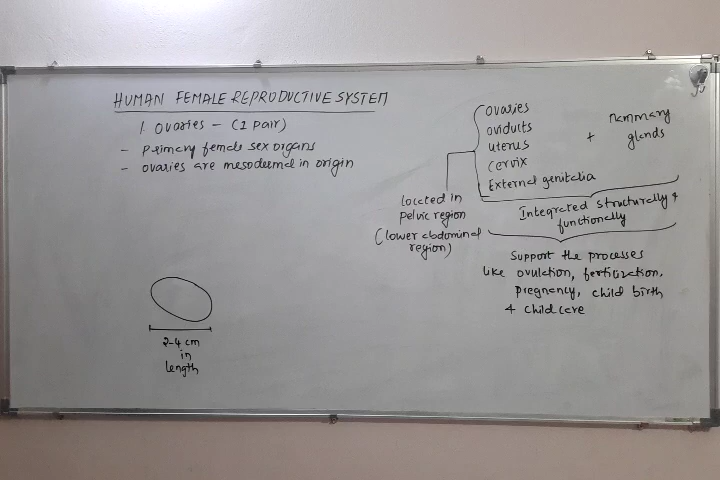 HUMAN FEMALE REPRODUCTIVE SYSTEM
1. Ovaries - (1 Pair)
- Primary female sex organs
- ovaries are mesodermal in origin
2-4 cm
in
length
ovaries
oviducts
uterus
cervix
External genitalia
+
mammary
glands
located in
pelvic region
(lower abdominal
region)
Integrated structurally &
functionally
Support the processes
like ovulation, fertilization,
pregnancy, child birth
& child care